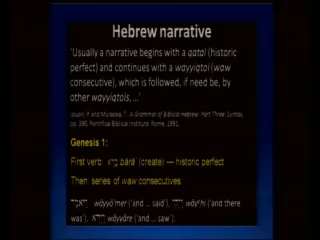 Hebrew narrative
'Usually a narrative begins with a qatal (historic
perfect) and continues with a wayyiqtol (waw
consecutive), which is followed, if need be, by
other wayyiqtols, ...'
Joüon, P. and Muraoka, T., A Grammar of Biblical Hebrew. Part Three: Syntax,
pp. 390, Pontifical Biblical Institute, Rome, 1991.
Genesis 1:
First verb: בָּרָא bārā' (create) — historic perfect
Then: series of waw consecutives:
וַיֹּאמֶר wayyō'mer ('and ... said'), וַיְהִי wayᵉhî ('and there
was'), וַיַּרְא wayyāre ('and ... saw').